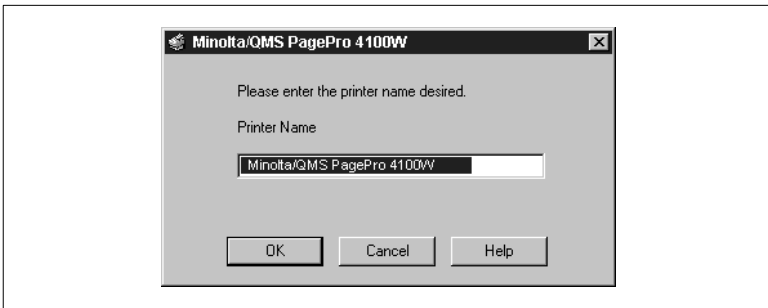 Minolta/QMS PagePro 4100W
Please enter the printer name desired.
Printer Name
Minolta/QMS PagePro 4100W
OK Cancel Help